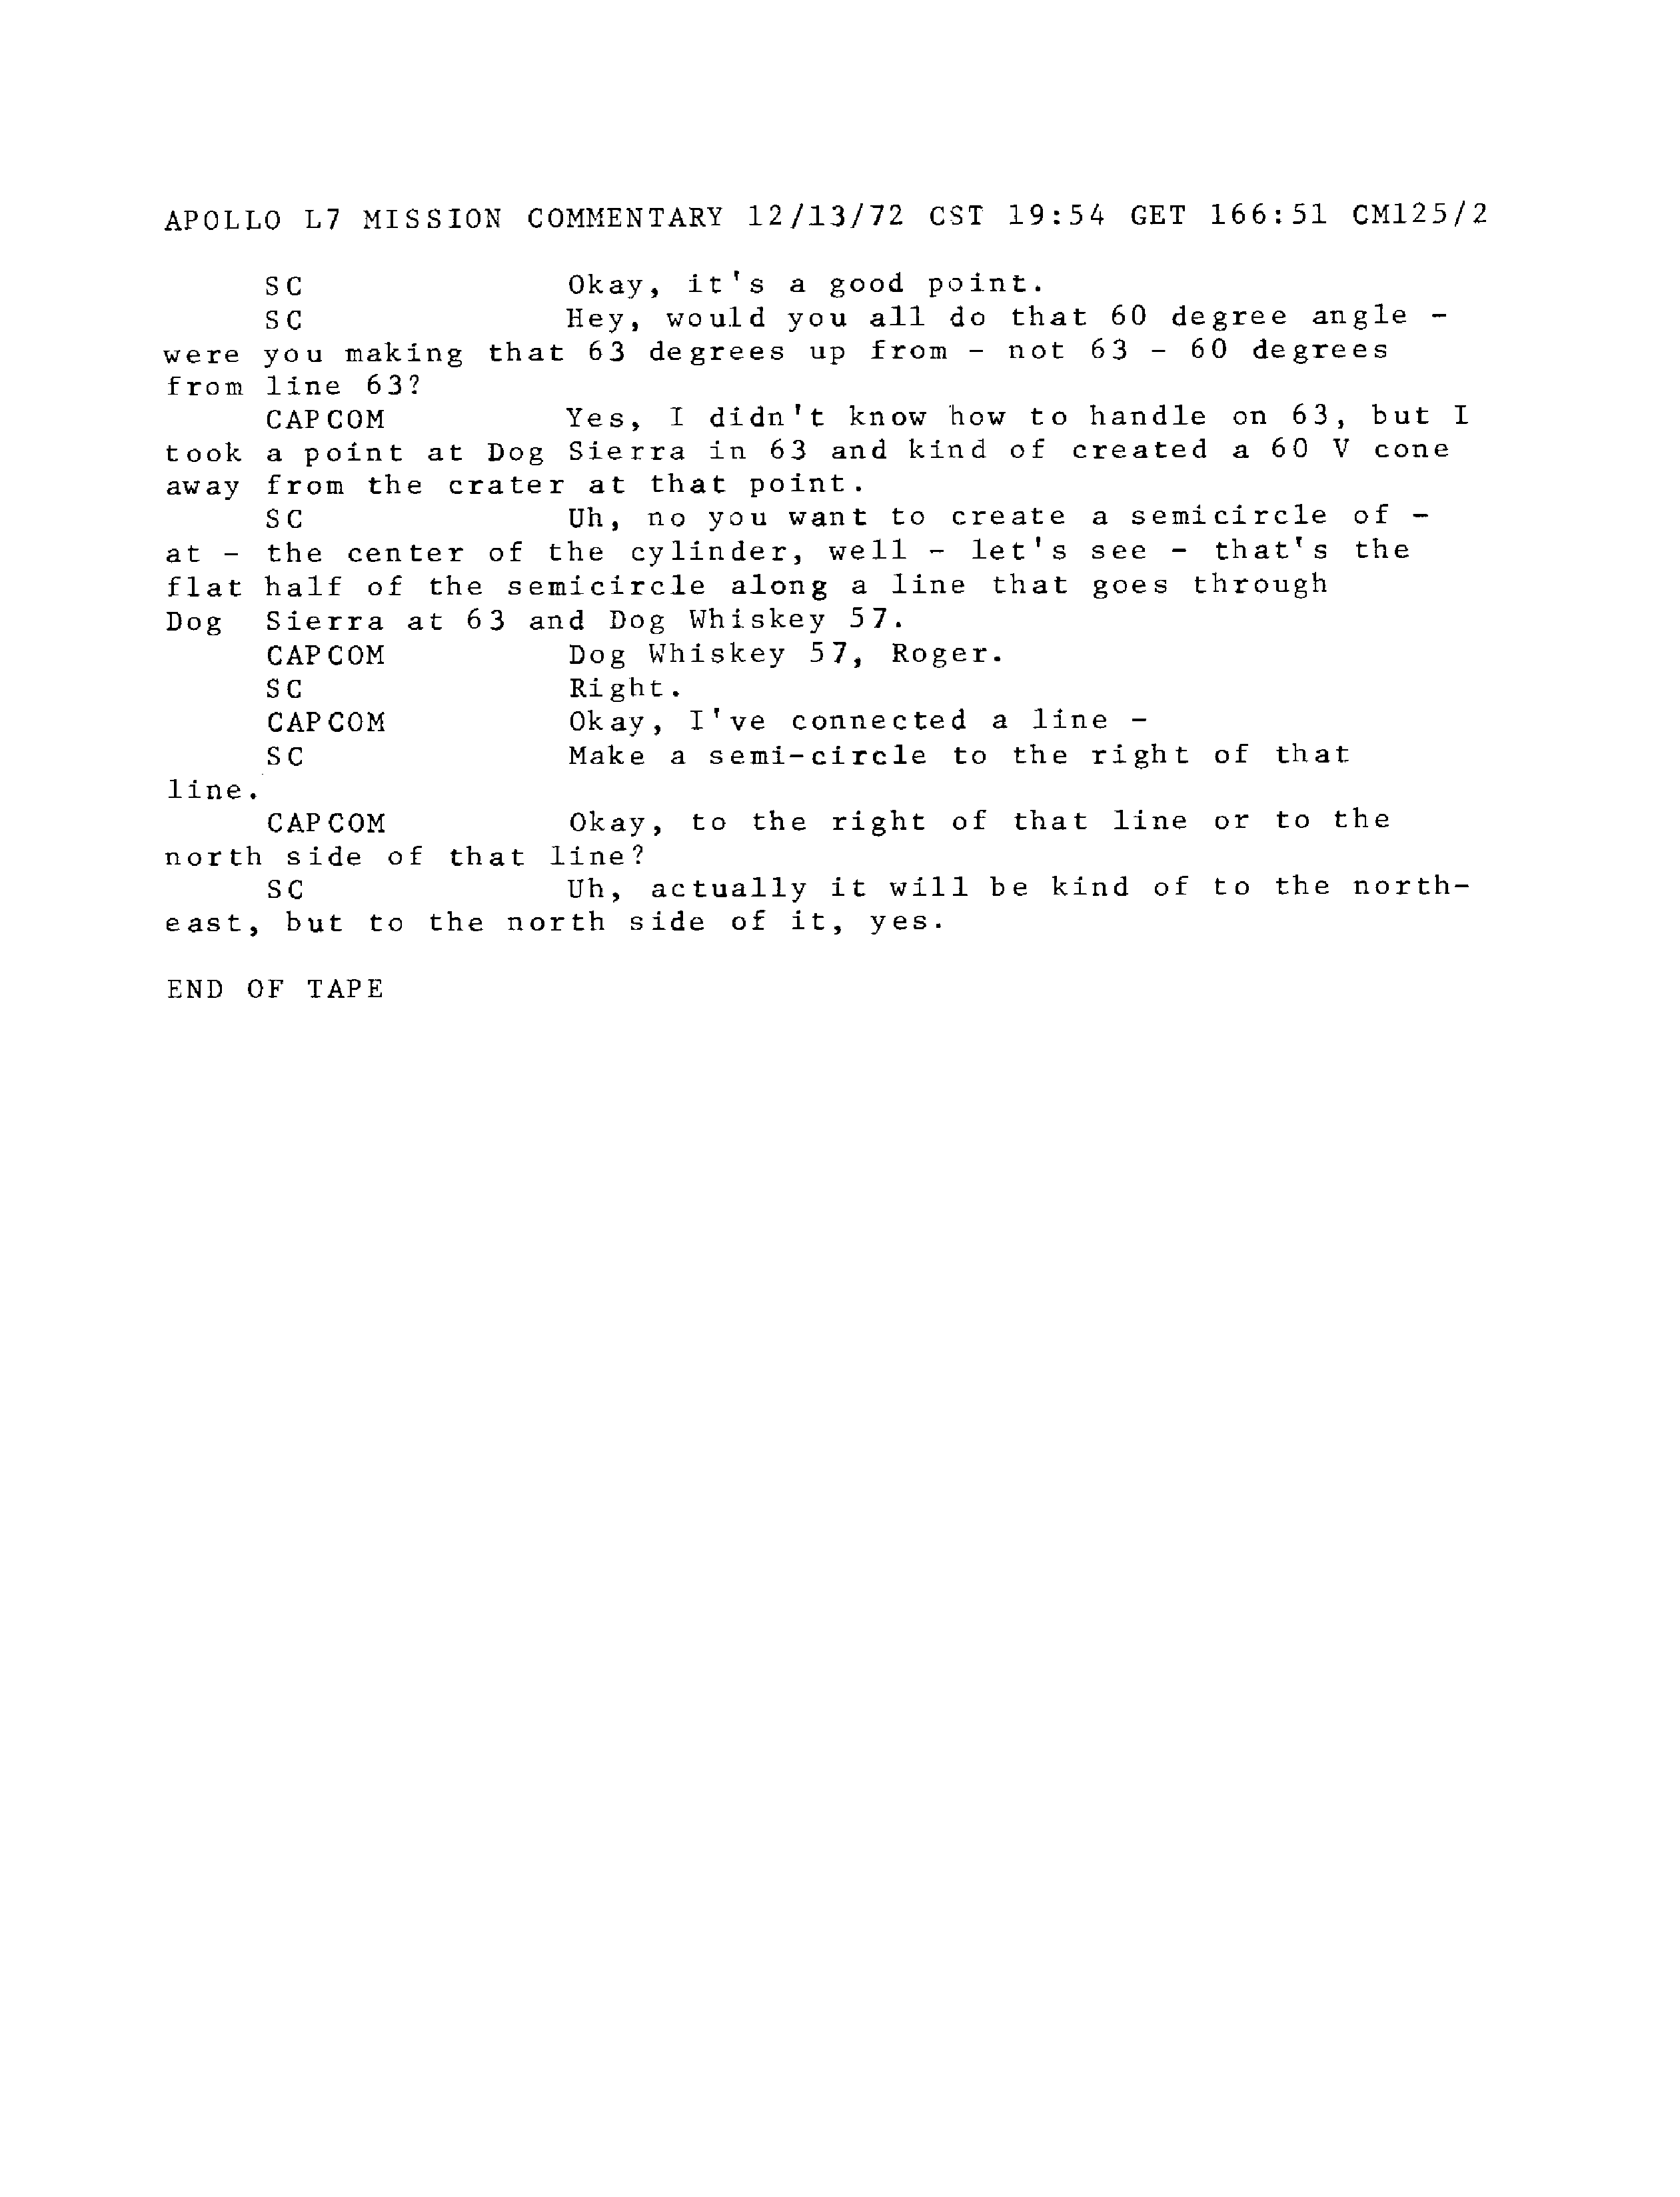 APOLLO L7 MISSION COMMENTARY 12/13/72 CST 19:54 GET 166:51 CM125/2
SC Okay, it's a good point.
SC Hey, would you all do that 60 degree angle -
were you making that 63 degrees up from - not 63 - 60 degrees
from line 63?
CAPCOM Yes, I didn't know how to handle on 63, but I
took a point at Dog Sierra in 63 and kind of created a 60 V cone
away from the crater at that point.
SC Uh, no you want to create a semicircle of -
at - the center of the cylinder, well - let's see - that's the
flat half of the semicircle along a line that goes through
Dog Sierra at 63 and Dog Whiskey 57.
CAPCOM Dog Whiskey 57, Roger.
SC Right.
CAPCOM Okay, I've connected a line -
SC Make a semi-circle to the right of that
line.
CAPCOM Okay, to the right of that line or to the
north side of that line?
SC Uh, actually it will be kind of to the north-
east, but to the north side of it, yes.
END OF TAPE